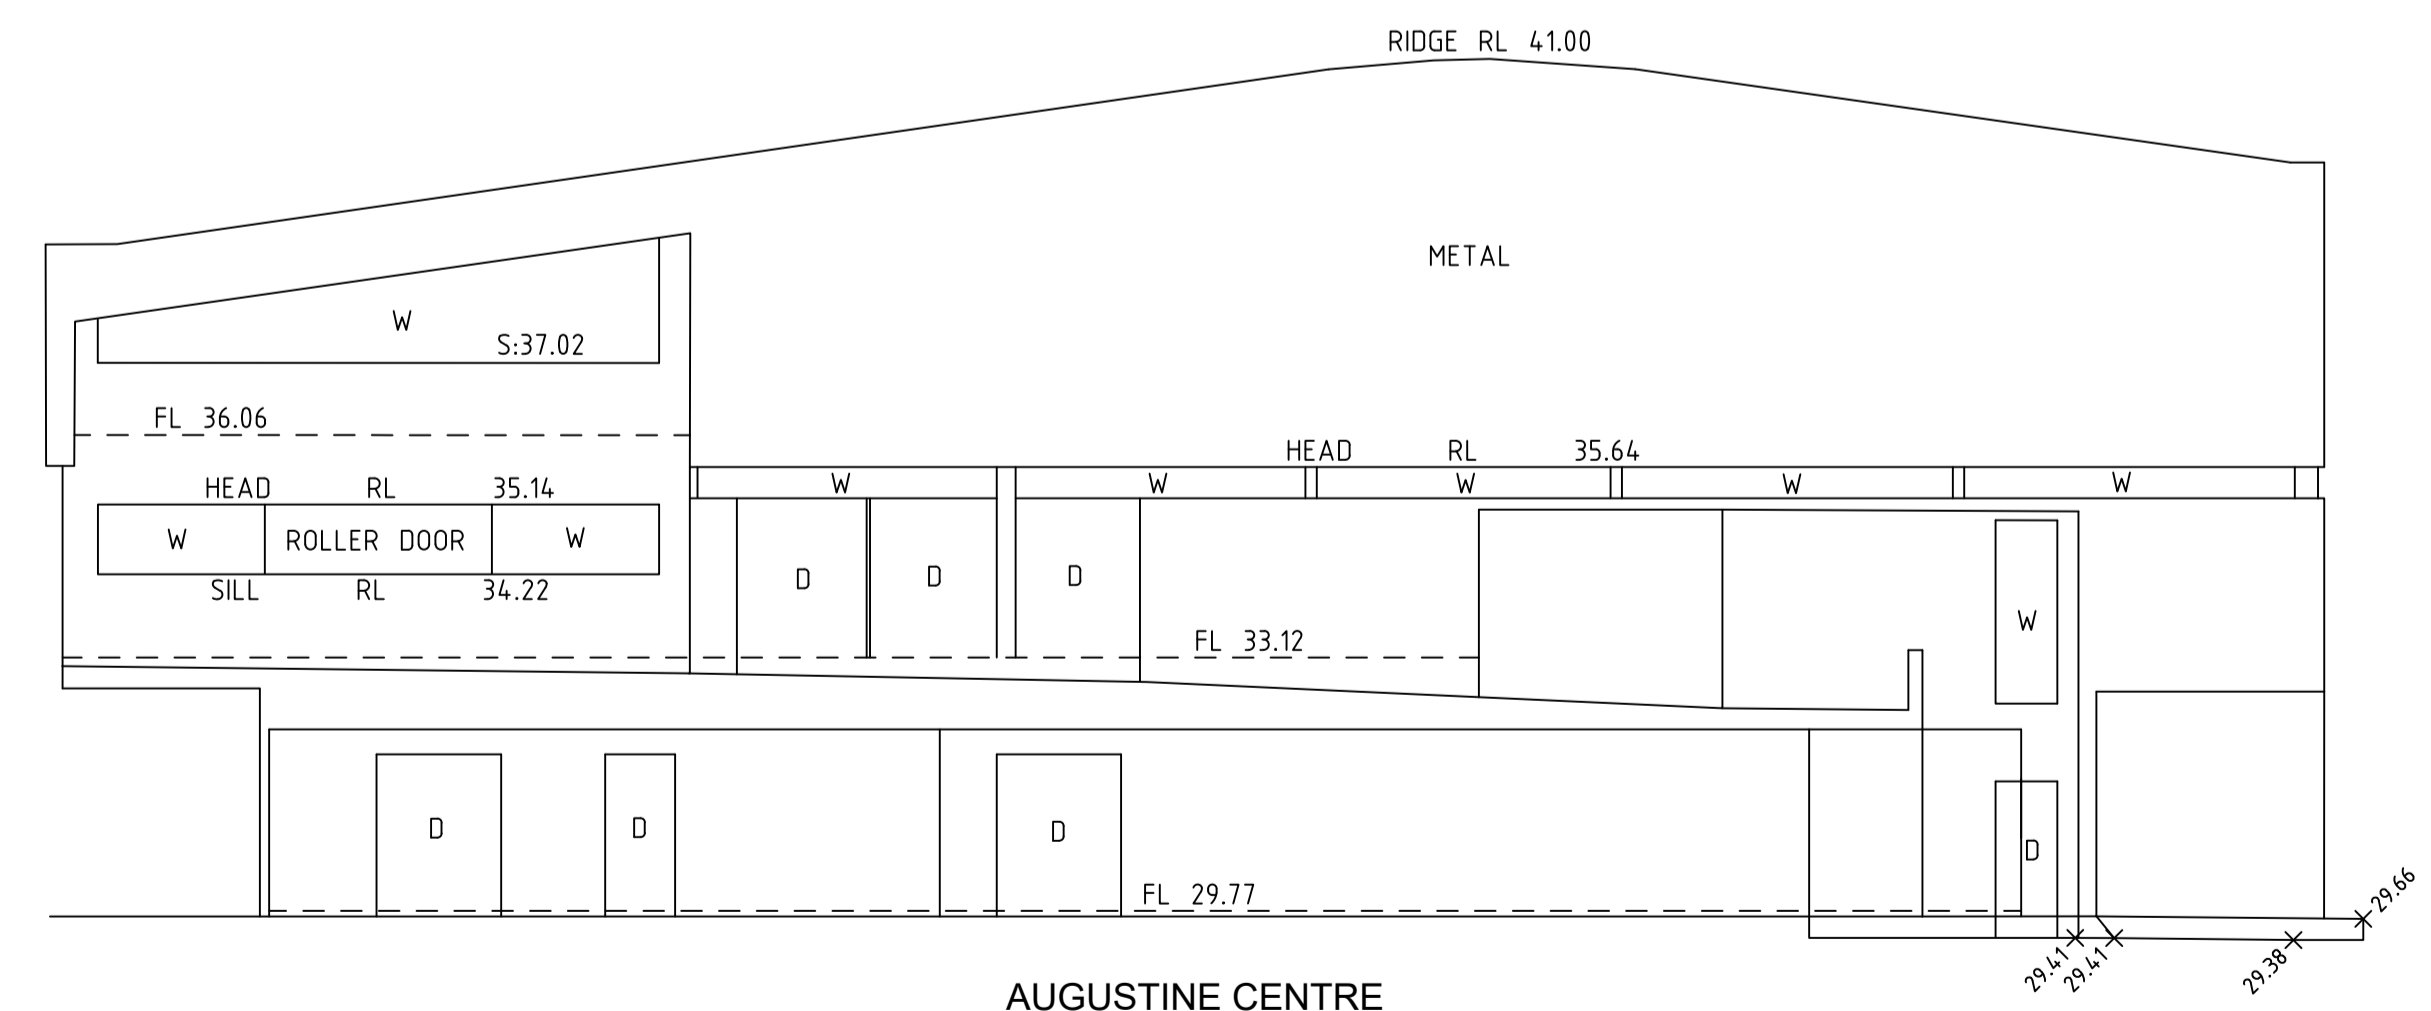 RIDGE RL 41.00
METAL
W
S:37.02
FL 36.06
HEAD RL 35.64
W W W W W
HEAD RL 35.14
W ROLLER DOOR W
SILL RL 34.22
D D D
W
FL 33.12
D D D
D
FL 29.77
29.66
29.41
29.41
29.38
AUGUSTINE CENTRE